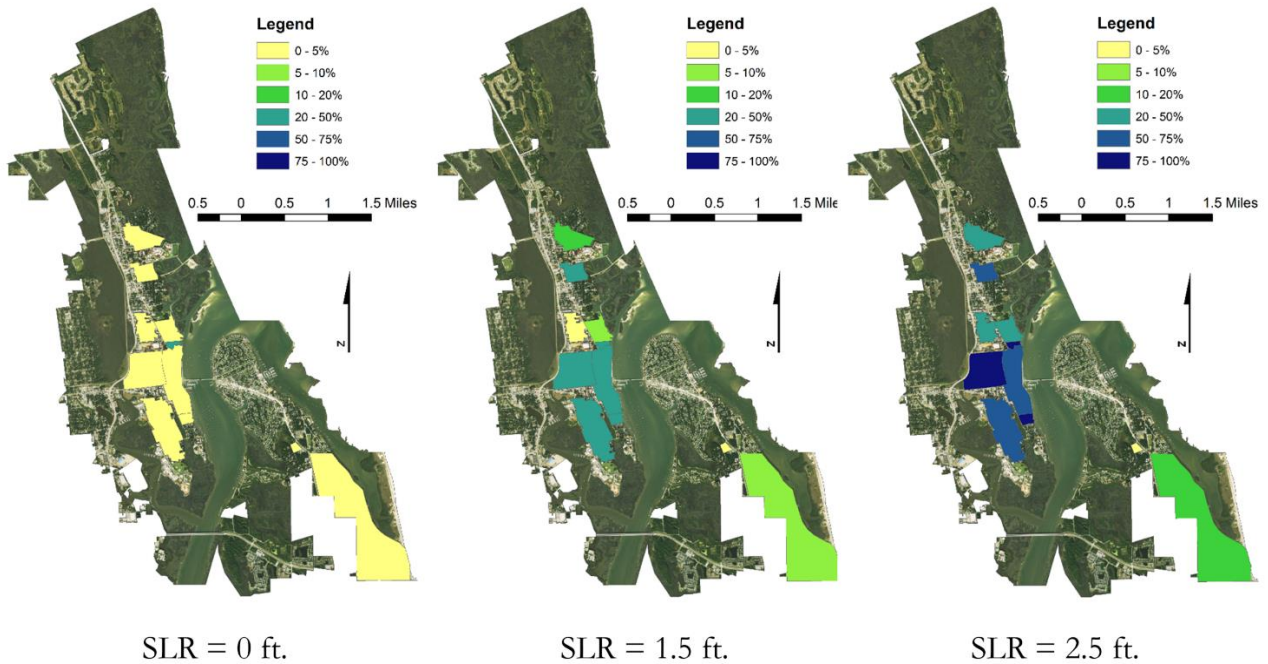 Legend
0 - 5%
5 - 10%
10 - 20%
20 - 50%
50 - 75%
75 - 100%
0.5 0 0.5 1 1.5 Miles
N
SLR = 0 ft.
Legend
0 - 5%
5 - 10%
10 - 20%
20 - 50%
50 - 75%
75 - 100%
0.5 0 0.5 1 1.5 Mile
N
SLR = 1.5 ft.
Legend
0 - 5%
5 - 10%
10 - 20%
20 - 50%
50 - 75%
75 - 100%
0.5 0 0.5 1 1.5 Miles
N
SLR = 2.5 ft.